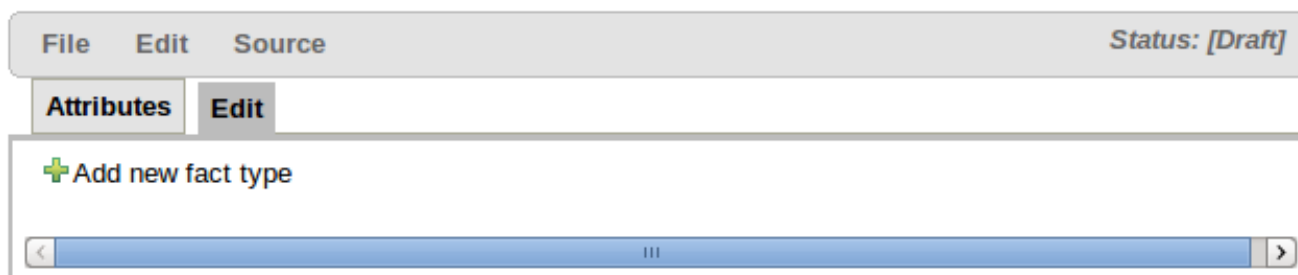 File Edit Source Status: [Draft]
Attributes Edit
Add new fact type